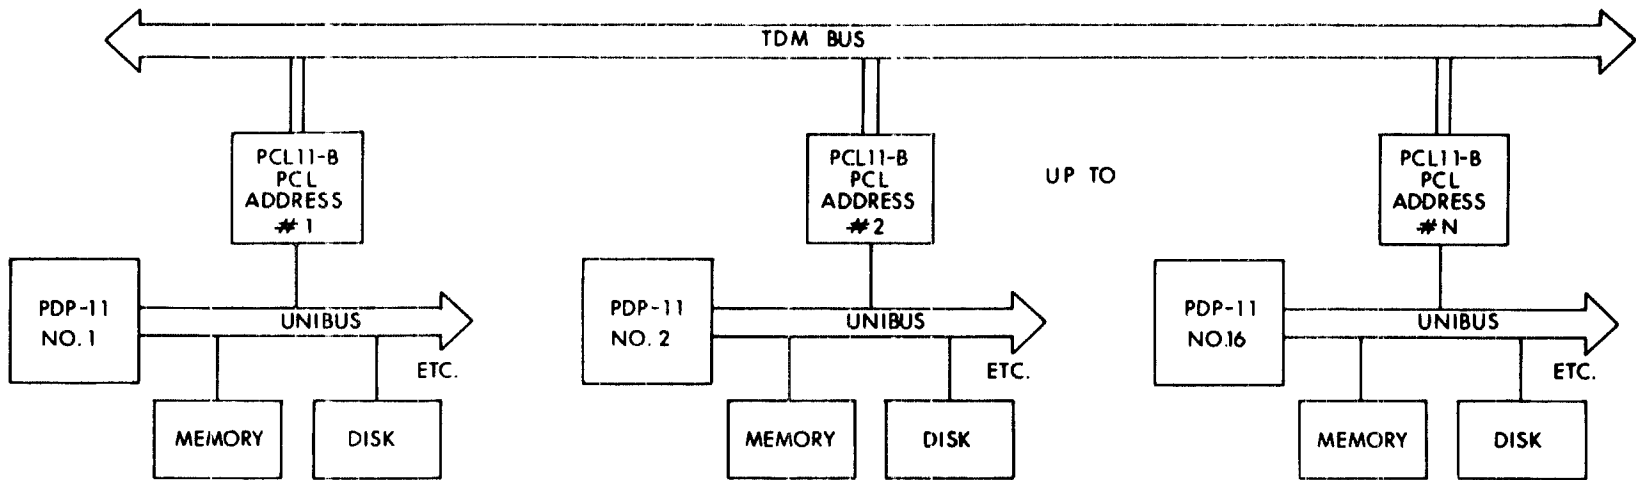 TDM BUS
PCL11-B
PCL
ADDRESS
#1
PCL11-B
PCL
ADDRESS
#2
UP TO
PCL11-B
PCL
ADDRESS
#N
PDP-11
NO. 1
UNIBUS
ETC.
MEMORY
DISK
PDP-11
NO. 2
UNIBUS
ETC.
MEMORY
DISK
PDP-11
NO.16
UNIBUS
ETC.
MEMORY
DISK